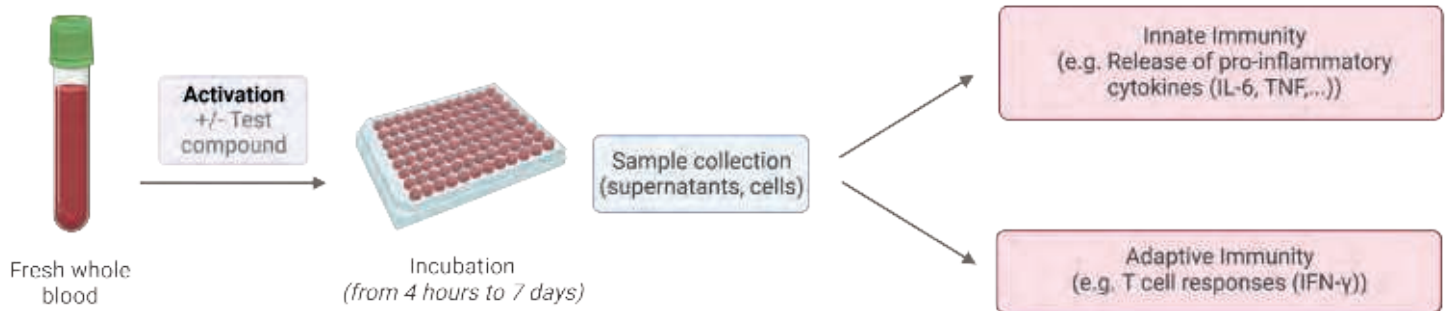 Fresh whole
blood
Activation
+/- Test
compound
Incubation
(from 4 hours to 7 days)
Sample collection
(supernatants, cells)
Innate Immunity
(e.g. Release of pro-inflammatory
cytokines (IL-6, TNF,...))
Adaptive Immunity
(e.g. T cell responses (IFN-γ))